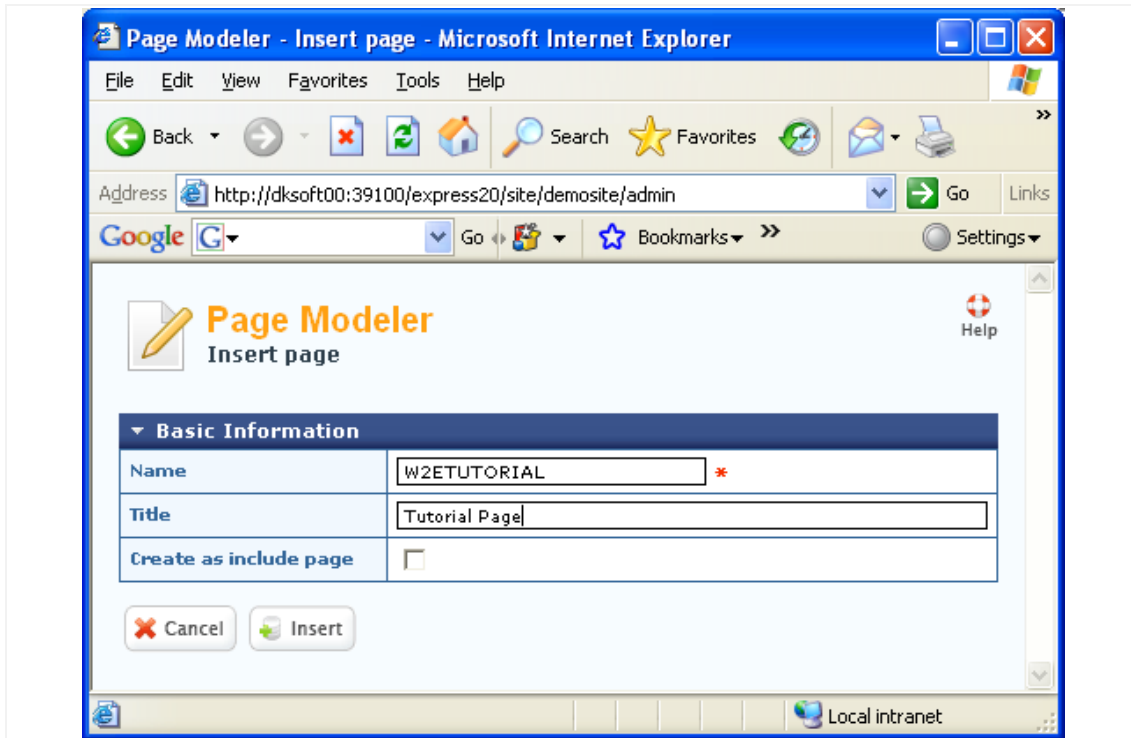 Page Modeler - Insert page - Microsoft Internet Explorer
File Edit View Favorites Tools Help
Back Search Favorites »
Address http://dksoft00:39100/express20/site/demosite/admin Go Links
Google G Go Bookmarks » Settings
Page Modeler
Help
Insert page
Basic Information
Name W2ETUTORIAL *
Title Tutorial Page
Create as include page
Cancel Insert
Local intranet